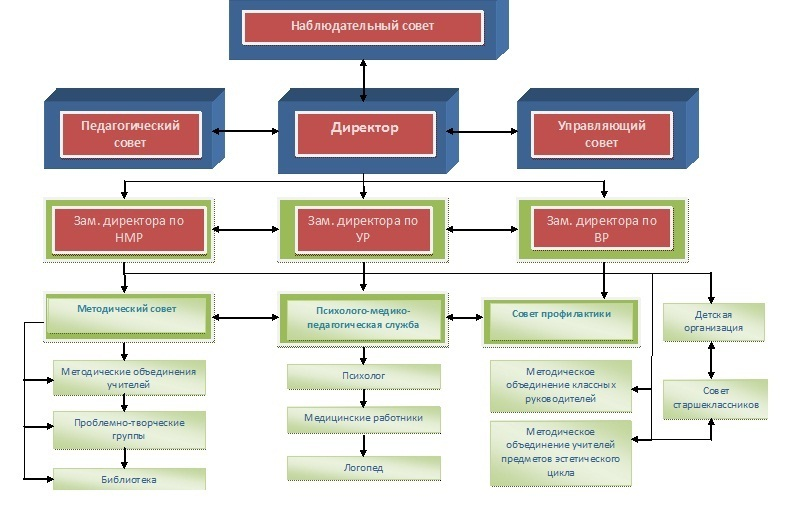 Наблюдательный совет
Педагогический
совет
Директор
Управляющий
совет
Зам. директора по
НМР
Зам. директора по
УР
Зам. директора по
ВР
Методический совет
Психолого-медико-
педагогическая служба
Совет профилактики
Детская
организация
Методические объединения
учителей
Психолог
Методическое
объединение классных
руководителей
Совет
старшеклассников
Проблемно-творческие
группы
Медицинские работники
Методическое
объединение учителей
предметов эстетического
цикла
Библиотека
Логопед